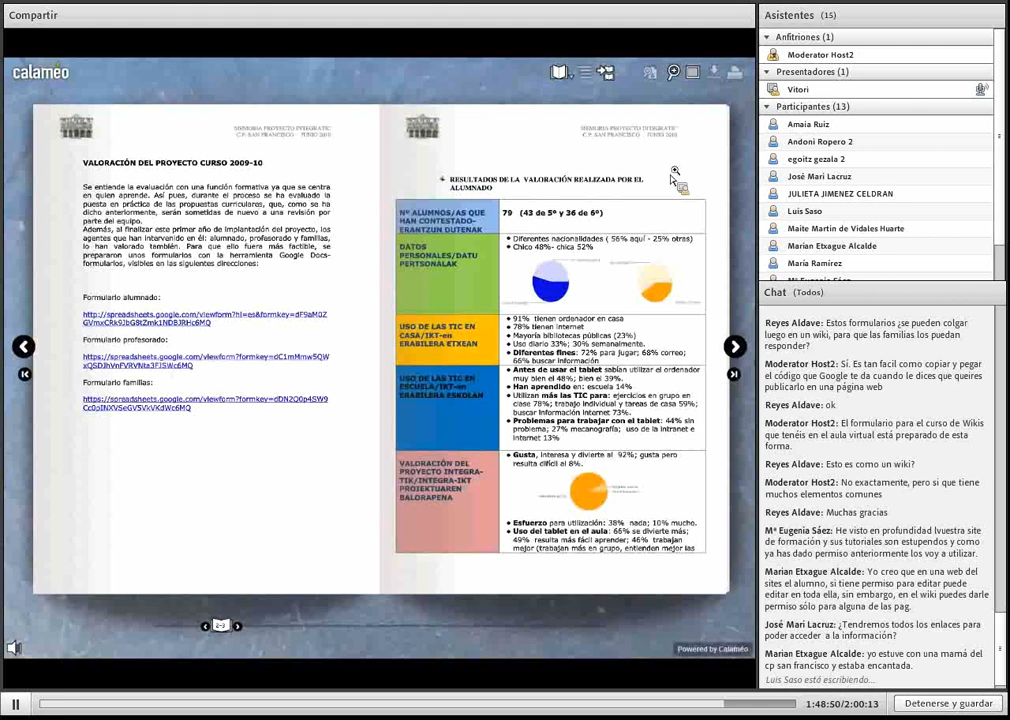 Compartir
calaméo
MEMORIA PROYECTO INTEGRATIC
C.P. SAN FRANCISCO - JUNIO 2010
VALORACIÓN DEL PROYECTO CURSO 2009-10
Se entiende la evaluación con una función formativa ya que se centra
en quien aprende. Así pues, durante el proceso se ha evaluado la
puesta en práctica de las propuestas curriculares, que, como se ha
dicho anteriormente, serán sometidas de nuevo a una revisión por
parte del equipo.
Además, al finalizar este primer año de implantación del proyecto, los
agentes que han intervenido en él: alumnado, profesorado y familias,
lo han valorado también. Para que ello fuera más factible, se
prepararon unos formularios con la herramienta Google Docs-
formularios, visibles en las siguientes direcciones:
Formulario alumnado:
Formulario profesorado:
Formulario familias:
MEMORIA PROYECTO INTEGRATIC
C.P. SAN FRANCISCO - JUNIO 2010
RESULTADOS DE LA VALORACIÓN REALIZADA POR EL
ALUMNADO
Nº ALUMNOS/AS QUE
HAN CONTESTADO-
ERANTZUN DUTENAK
79 (43 de 5º y 36 de 6º)
DATOS
PERSONALES/DATU
PERTSONALAK
• Diferentes nacionalidades ( 56% aquí - 25% otras)
• Chico 48%- chica 52%
USO DE LAS TIC EN
CASA/IKT-en
ERABILERA ETXEAN
• 91% tienen ordenador en casa
• 78% tienen internet
• Mayoría bibliotecas públicas (23%)
• Uso diario 33%; 30% semanalmente.
• Diferentes fines: 72% para jugar; 68% correo;
66% buscar información
USO DE LAS TIC EN
ESCUELA/IKT-en
ERABILERA ESKOLAN
• Antes de usar el tablet sabían utilizar el ordenador
muy bien el 48%; bien el 39%.
• Han aprendido en: escuela 14%
• Utilizan más las TIC para: ejercicios en grupo en
clase 78%; trabajo individual y tareas de casa 59%;
buscar información internet 73%.
• Problemas para trabajar con el tablet: 44% sin
problema; 27% mecanografía; uso de la intranet e
internet 13%
VALORACIÓN DEL
PROYECTO INTEGRA-
TIK/INTEGRA-IKT
PROIEKTUAREN
BALORAPENA
• Gusta, interesa y divierte al 92%; gusta pero
resulta difícil al 8%.
• Esfuerzo para utilización: 38% nada; 10% mucho.
• Uso del tablet en el aula: 66% se divierte más;
49% resulta más fácil aprender; 46% trabajan
mejor (trabajan más en grupo, entienden mejor las
2-3
Powered by Calaméo
Asistentes (15)
Anfitriones (1)
Moderator Host2
Presentadores (1)
Vitori
Participantes (13)
Amaia Ruiz
Andoni Ropero 2
egoitz gezala 2
José Mari Lacruz
JULIETA JIMENEZ CELDRAN
Luis Saso
Maite Martin de Vidales Huarte
Marian Etxague Alcalde
María Ramírez
Mª Eugenia Sáez
Chat (Todos)
Reyes Aldave: Estos formularios ¿se pueden colgar
luego en un wiki, para que las familias los puedan
responder?
Moderator Host2: Sí. Es tan facil como copiar y pegar
el código que Google te da cuando le dices que quieres
publicarlo en una página web
Reyes Aldave: ok
Moderator Host2: El formulario para el curso de Wikis
que tenéis en el aula virtual está preparado de esta
forma.
Reyes Aldave: Esto es como un wiki?
Moderator Host2: No exactamente, pero si que tiene
muchos elementos comunes
Reyes Aldave: Muchas gracias
Mª Eugenia Sáez: He visto en profundidad lvuestra site
de formación y sus tutoriales son estupendos y como
ya has dado permiso anteriormente los voy a utilizar.
Marian Etxague Alcalde: Yo creo que en una web del
sites el alumno, si tiene permiso para editar puede
editar en toda ella, sin embargo, en el wiki puedes darle
permiso sólo para alguna de las pag.
José Mari Lacruz: ¿Tendremos todos los enlaces para
poder acceder a la información?
Marian Etxague Alcalde: yo estuve con una mamá del
cp san francisco y estaba encantada.
Luis Saso está escribiendo...
1:48:50/2:00:13
Detenerse y guardar